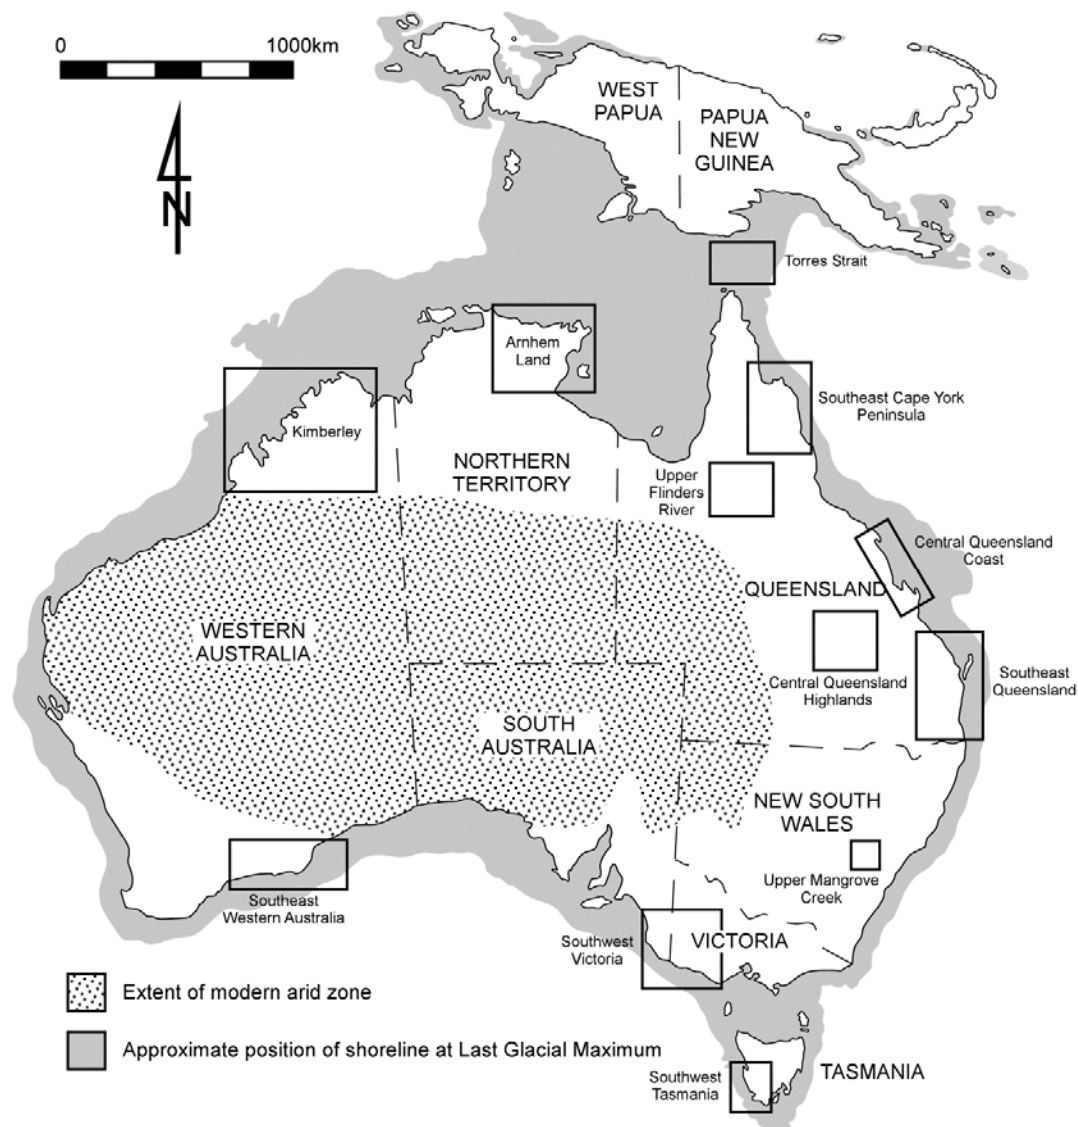 0 1000km
N
WEST
PAPUA
PAPUA
NEW
GUINEA
Torres Strait
Arnhem
Land
Kimberley
Southeast Cape York
Peninsula
NORTHERN
TERRITORY
Upper
Flinders
River
Central Queensland
Coast
QUEENSLAND
WESTERN
AUSTRALIA
Central Queensland
Highlands
Southeast
Queensland
SOUTH
AUSTRALIA
NEW SOUTH
WALES
Upper Mangrove
Creek
Southeast
Western Australia
Southwest
Victoria
VICTORIA
Extent of modern arid zone
Approximate position of shoreline at Last Glacial Maximum
Southwest
Tasmania
TASMANIA